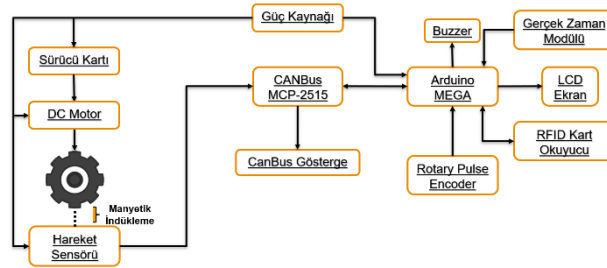 Güç Kaynağı
Buzzer
Gerçek Zaman
Modülü
Sürücü Kartı
CANBus
MCP-2515
Arduino
MEGA
LCD
Ekran
DC Motor
CanBus Gösterge
Rotary Pulse
Encoder
RFID Kart
Okuyucu
Manyetik
İndükleme
Hareket
Sensörü